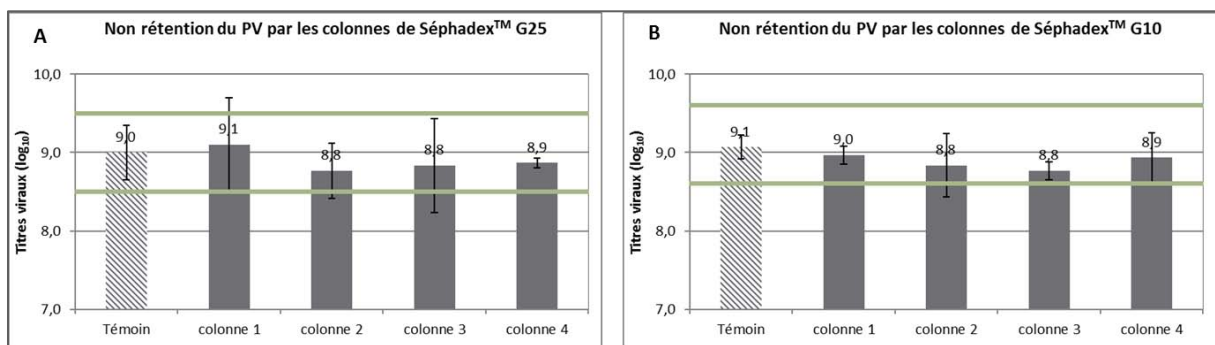 A
Non rétention du PV par les colonnes de Séphadex™ G25
Titres viraux (log₁₀)
10,0
9,0
8,0
7,0
9,0
9,1
8,8
8,8
8,9
Témoin colonne 1 colonne 2 colonne 3 colonne 4
B
Non rétention du PV par les colonnes de Séphadex™ G10
Titres viraux (log₁₀)
10,0
9,0
8,0
7,0
9,1
9,0
8,8
8,8
8,9
Témoin colonne 1 colonne 2 colonne 3 colonne 4